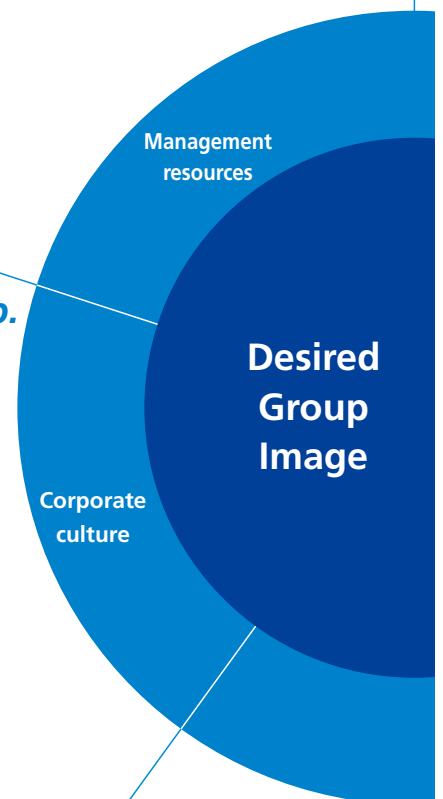 Management
resources
Desired
Group
Image
Corporate
culture